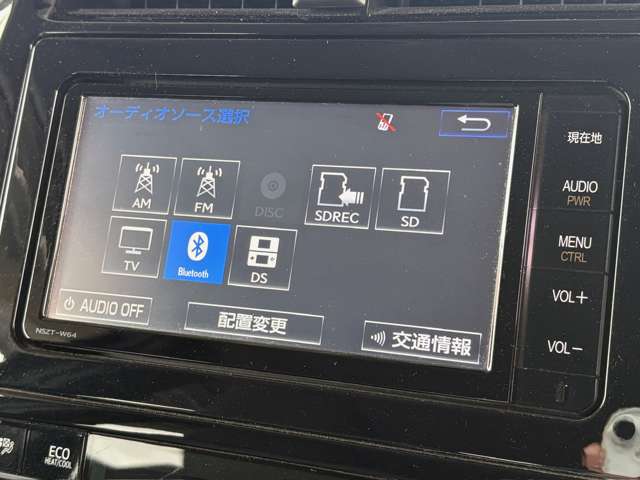 オーディオソース選択
AM
FM
DISC
SDREC
SD
TV
Bluetooth
DS
AUDIO OFF
配置変更
交通情報
NSZT-W64
現在地
AUDIO
PWR
MENU
CTRL
VOL+
VOL-
ECO
HEAT/COOL